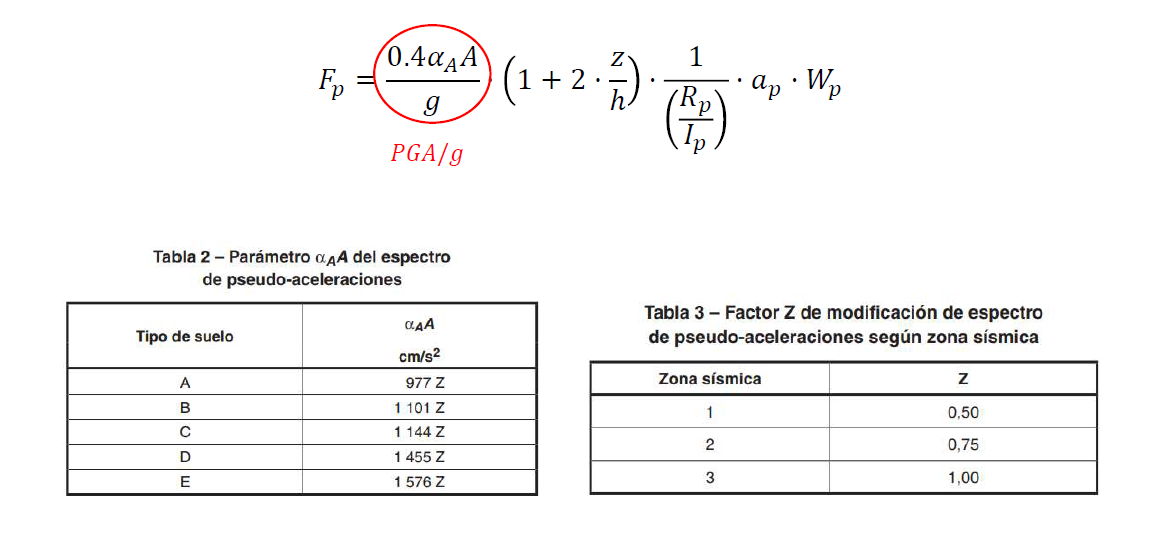 F_p = 0.4α_A A / g · (1 + 2 · z/h) · 1 / (R_p / I_p) · a_p · W_p
PGA/g
Tabla 2 – Parámetro α_A A del espectro
de pseudo-aceleraciones
Tipo de suelo α_A A
cm/s²
A 977 Z
B 1 101 Z
C 1 144 Z
D 1 455 Z
E 1 576 Z
Tabla 3 – Factor Z de modificación de espectro
de pseudo-aceleraciones según zona sísmica
Zona sísmica Z
1 0,50
2 0,75
3 1,00